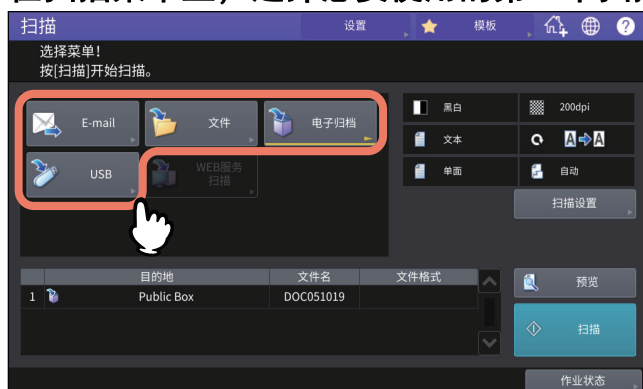 扫描 设置 模板
选择菜单!
按[扫描]开始扫描。
E-mail 文件 电子归档 黑白 200dpi
文本 A A
USB WEB服务扫描 单面 自动
扫描设置
目的地 文件名 文件格式 预览
1 Public Box DOC051019
扫描
作业状态